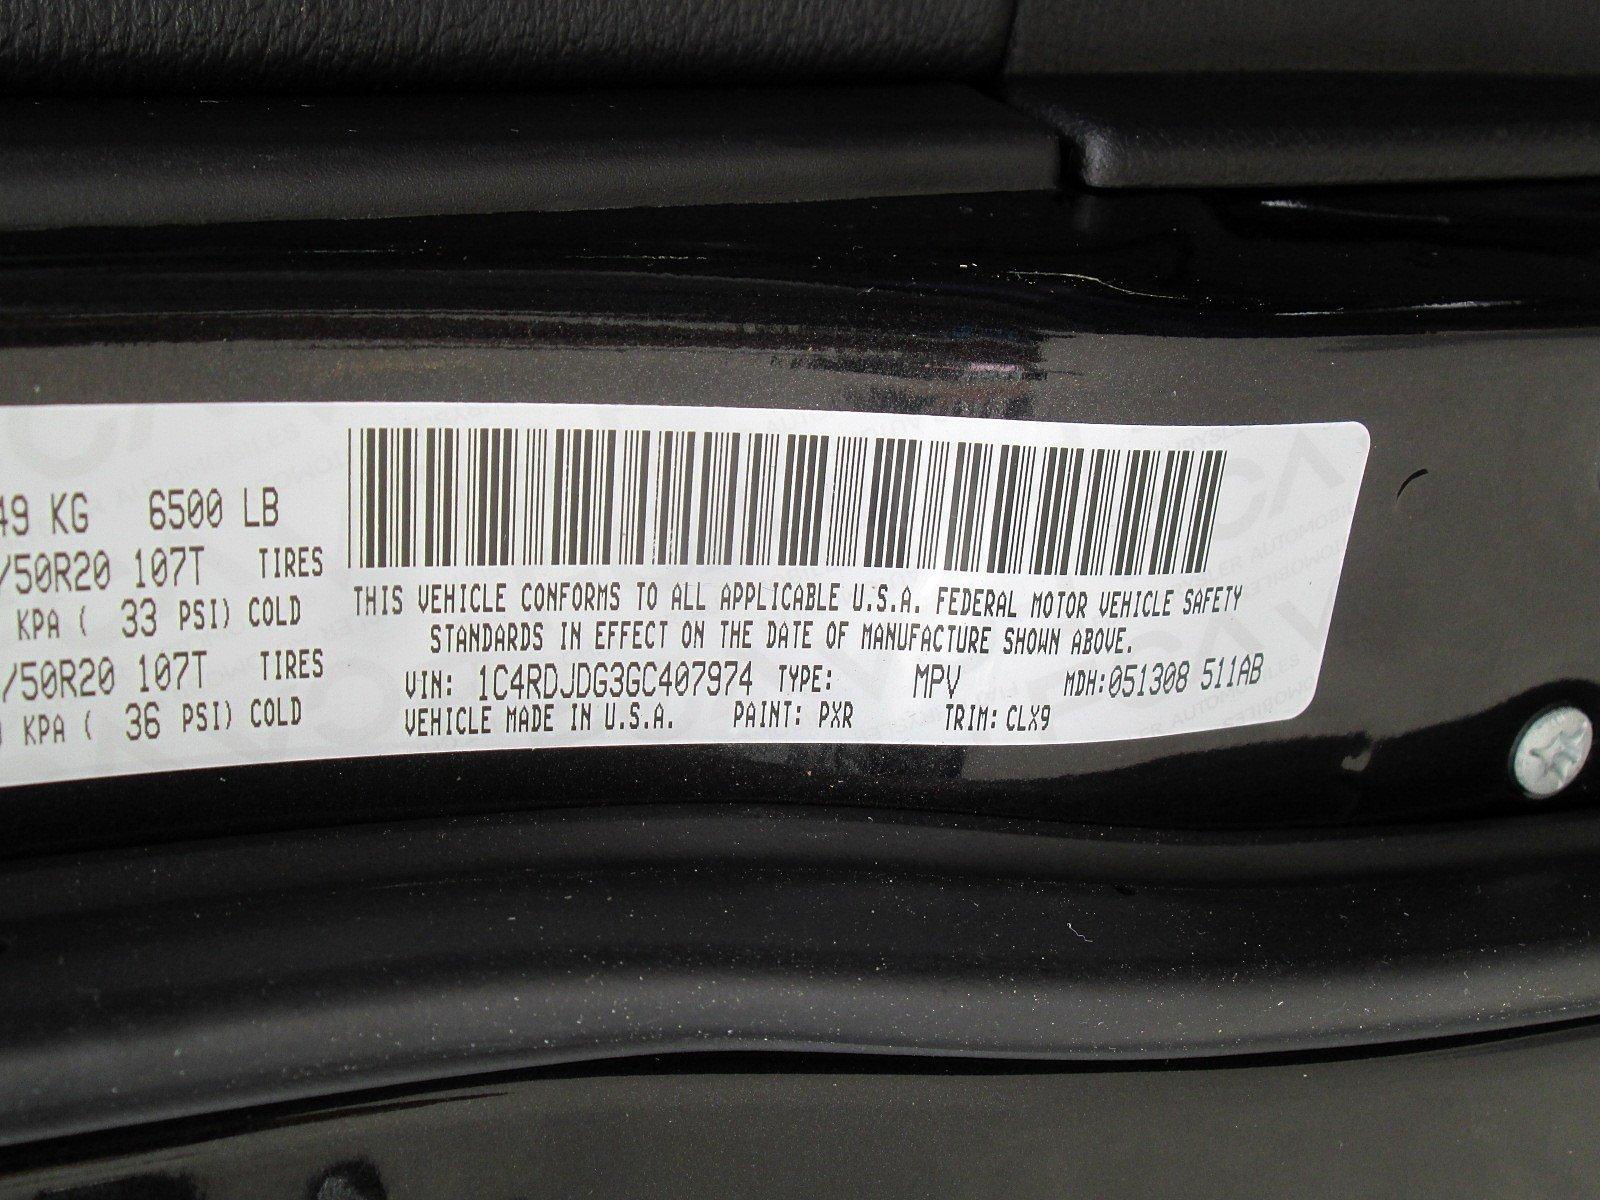 49 KG 6500 LB
/50R20 107T TIRES
KPA ( 33 PSI) COLD
/50R20 107T TIRES
KPA ( 36 PSI) COLD
THIS VEHICLE CONFORMS TO ALL APPLICABLE U.S.A. FEDERAL MOTOR VEHICLE SAFETY
STANDARDS IN EFFECT ON THE DATE OF MANUFACTURE SHOWN ABOVE.
VIN: 1C4RDJDG3GC407974 TYPE: MPV MDH:051308 511AB
VEHICLE MADE IN U.S.A. PAINT: PXR TRIM: CLX9